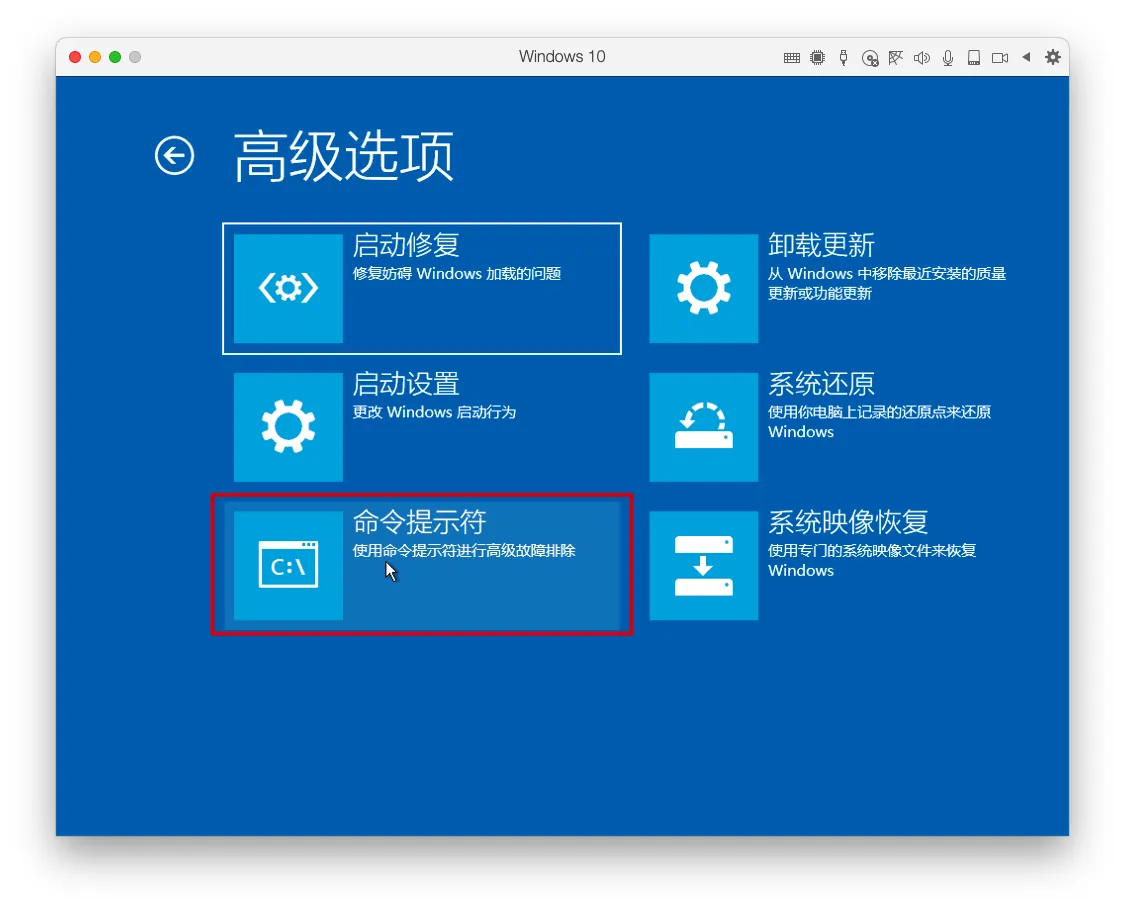 Windows 10
高级选项
启动修复
修复妨碍 Windows 加载的问题
卸载更新
从 Windows 中移除最近安装的质量
更新或功能更新
启动设置
更改 Windows 启动行为
系统还原
使用你电脑上记录的还原点来还原
Windows
C:\
命令提示符
使用命令提示符进行高级故障排除
系统映像恢复
使用专门的系统映像文件来恢复
Windows